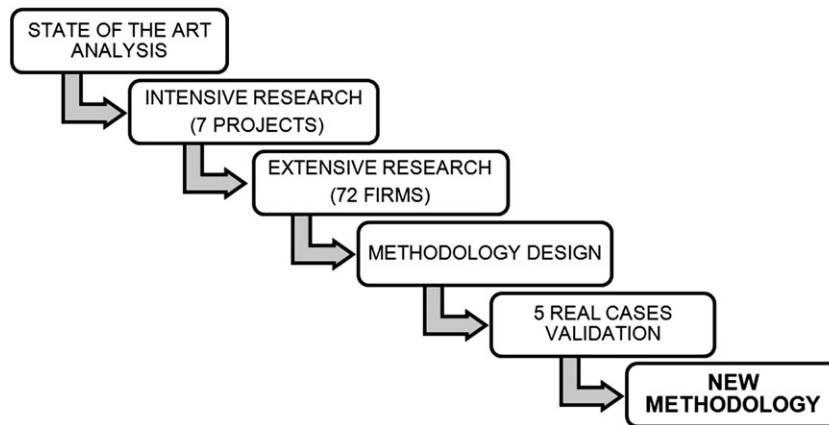 STATE OF THE ART
ANALYSIS
INTENSIVE RESEARCH
(7 PROJECTS)
EXTENSIVE RESEARCH
(72 FIRMS)
METHODOLOGY DESIGN
5 REAL CASES
VALIDATION
NEW
METHODOLOGY